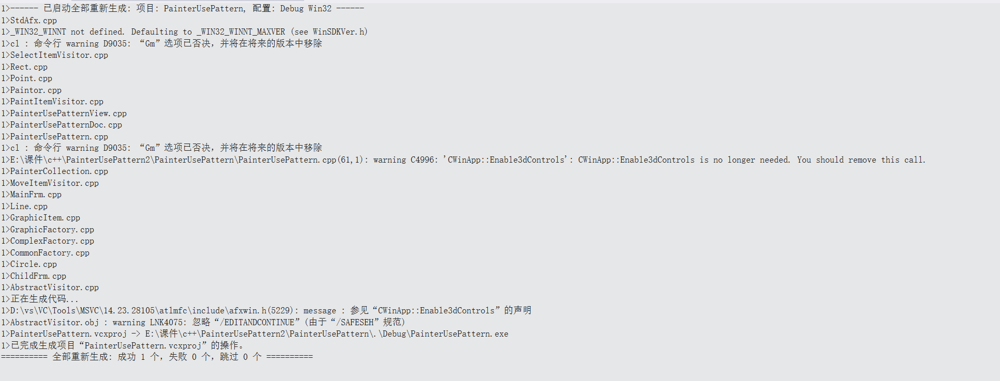 1>------ 已启动全部重新生成: 项目: PainterUsePattern, 配置: Debug Win32 ------
1>StdAfx.cpp
1>_WIN32_WINNT not defined. Defaulting to _WIN32_WINNT_MAXVER (see WinSDKVer.h)
1>cl : 命令行 warning D9035: “Gm”选项已否决，并将在将来的版本中移除
1>SelectItemVisitor.cpp
1>Rect.cpp
1>Point.cpp
1>Paintor.cpp
1>PaintItemVisitor.cpp
1>PainterUsePatternView.cpp
1>PainterUsePatternDoc.cpp
1>PainterUsePattern.cpp
1>cl : 命令行 warning D9035: “Gm”选项已否决，并将在将来的版本中移除
1>E:\课件\c++\PainterUsePattern2\PainterUsePattern\PainterUsePattern.cpp(61,1): warning C4996: 'CWinApp::Enable3dControls': CWinApp::Enable3dControls is no longer needed. You should remove this call.
1>PainterCollection.cpp
1>MoveItemVisitor.cpp
1>MainFrm.cpp
1>Line.cpp
1>GraphicItem.cpp
1>GraphicFactory.cpp
1>ComplexFactory.cpp
1>CommonFactory.cpp
1>Circle.cpp
1>ChildFrm.cpp
1>AbstractVisitor.cpp
1>正在生成代码...
1>D:\vs\VC\Tools\MSVC\14.23.28105\atlmfc\include\afxwin.h(5229): message : 参见“CWinApp::Enable3dControls”的声明
1>AbstractVisitor.obj : warning LNK4075: 忽略“/EDITANDCONTINUE”(由于“/SAFESEH”规范)
1>PainterUsePattern.vcxproj -> E:\课件\c++\PainterUsePattern2\PainterUsePattern\.\Debug\PainterUsePattern.exe
1>已完成生成项目“PainterUsePattern.vcxproj”的操作。
========== 全部重新生成: 成功 1 个，失败 0 个，跳过 0 个 ==========